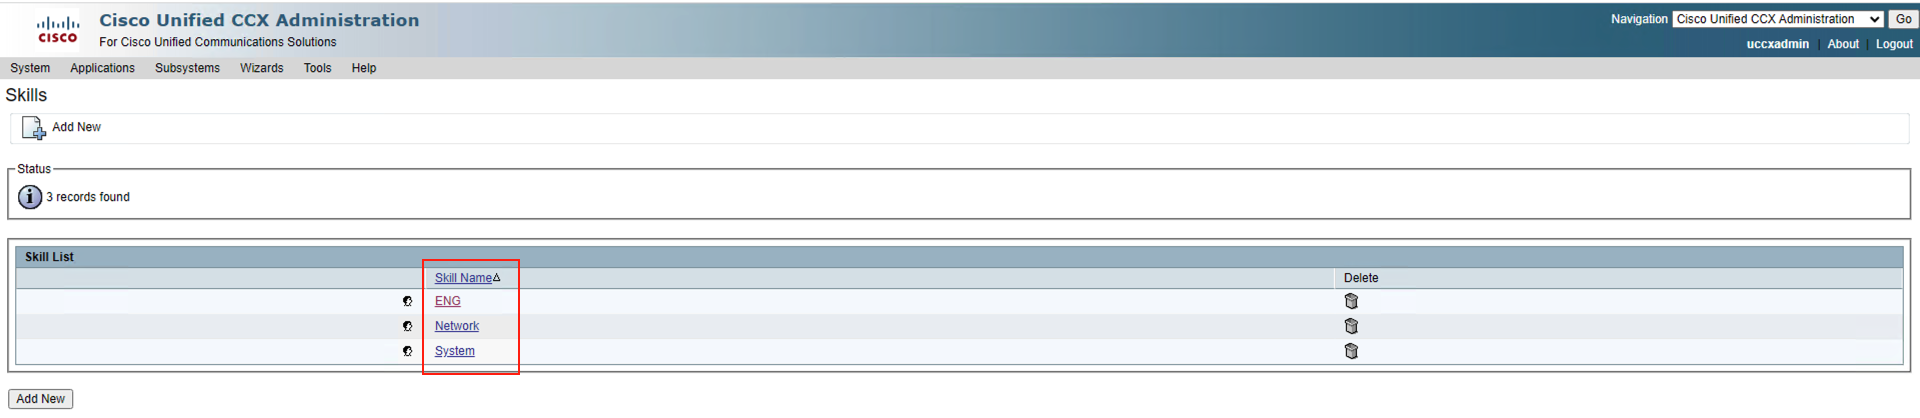 Cisco Unified CCX Administration
Navigation Cisco Unified CCX Administration Go
CISCO
For Cisco Unified Communications Solutions
uccxadmin | About | Logout
System Applications Subsystems Wizards Tools Help
Skills
Add New
Status
i 3 records found
Skill List
Skill Name Delete
ENG
Network
System
Add New